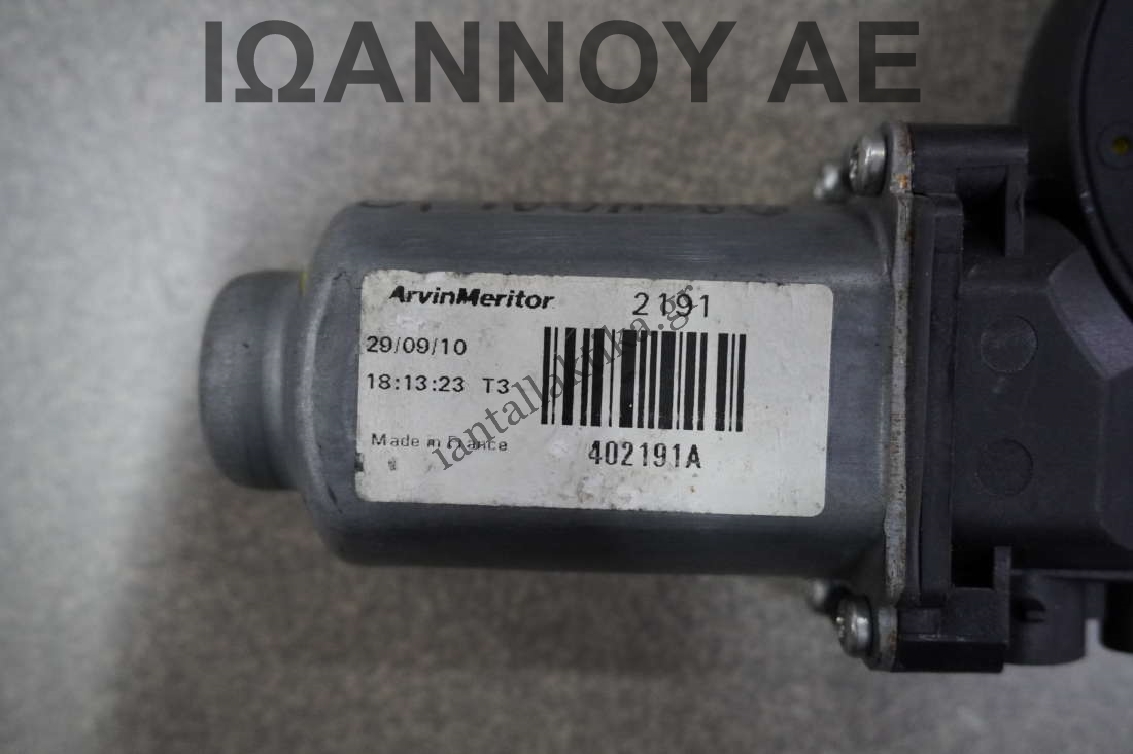 ΙΩΑΝΝΟΥ ΑΕ
ArvinMeritor 2191
29/09/10
18:13:23 T3
Made in France
402191A
iantallaktika.gr